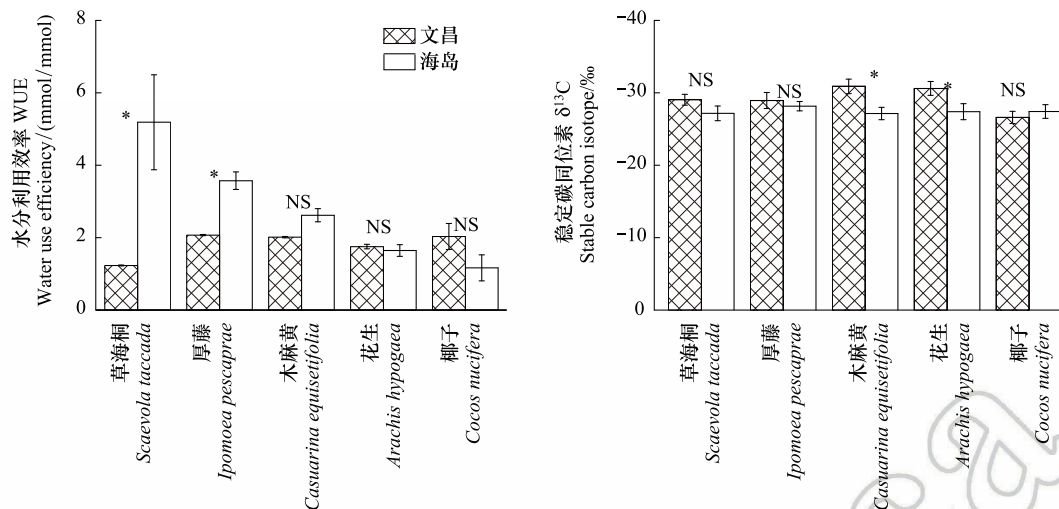 8
6
4
2
0
水分利用效率 WUE
Water use efficiency/(mmol/mmol)
文昌
海岛
*
*
NS
NS
NS
草海桐
Scaevola taccada
厚藤
Ipomoea pescaprae
木麻黄
Casuarina equisetifolia
花生
Arachis hypogaea
椰子
Cocos nucifera
-40
-30
-20
-10
0
稳定碳同位素 δ¹³C
Stable carbon isotope/‰
NS
NS
*
*
NS
草海桐
Scaevola taccada
厚藤
Ipomoea pescaprae
木麻黄
Casuarina equisetifolia
花生
Arachis hypogaea
椰子
Cocos nucifera